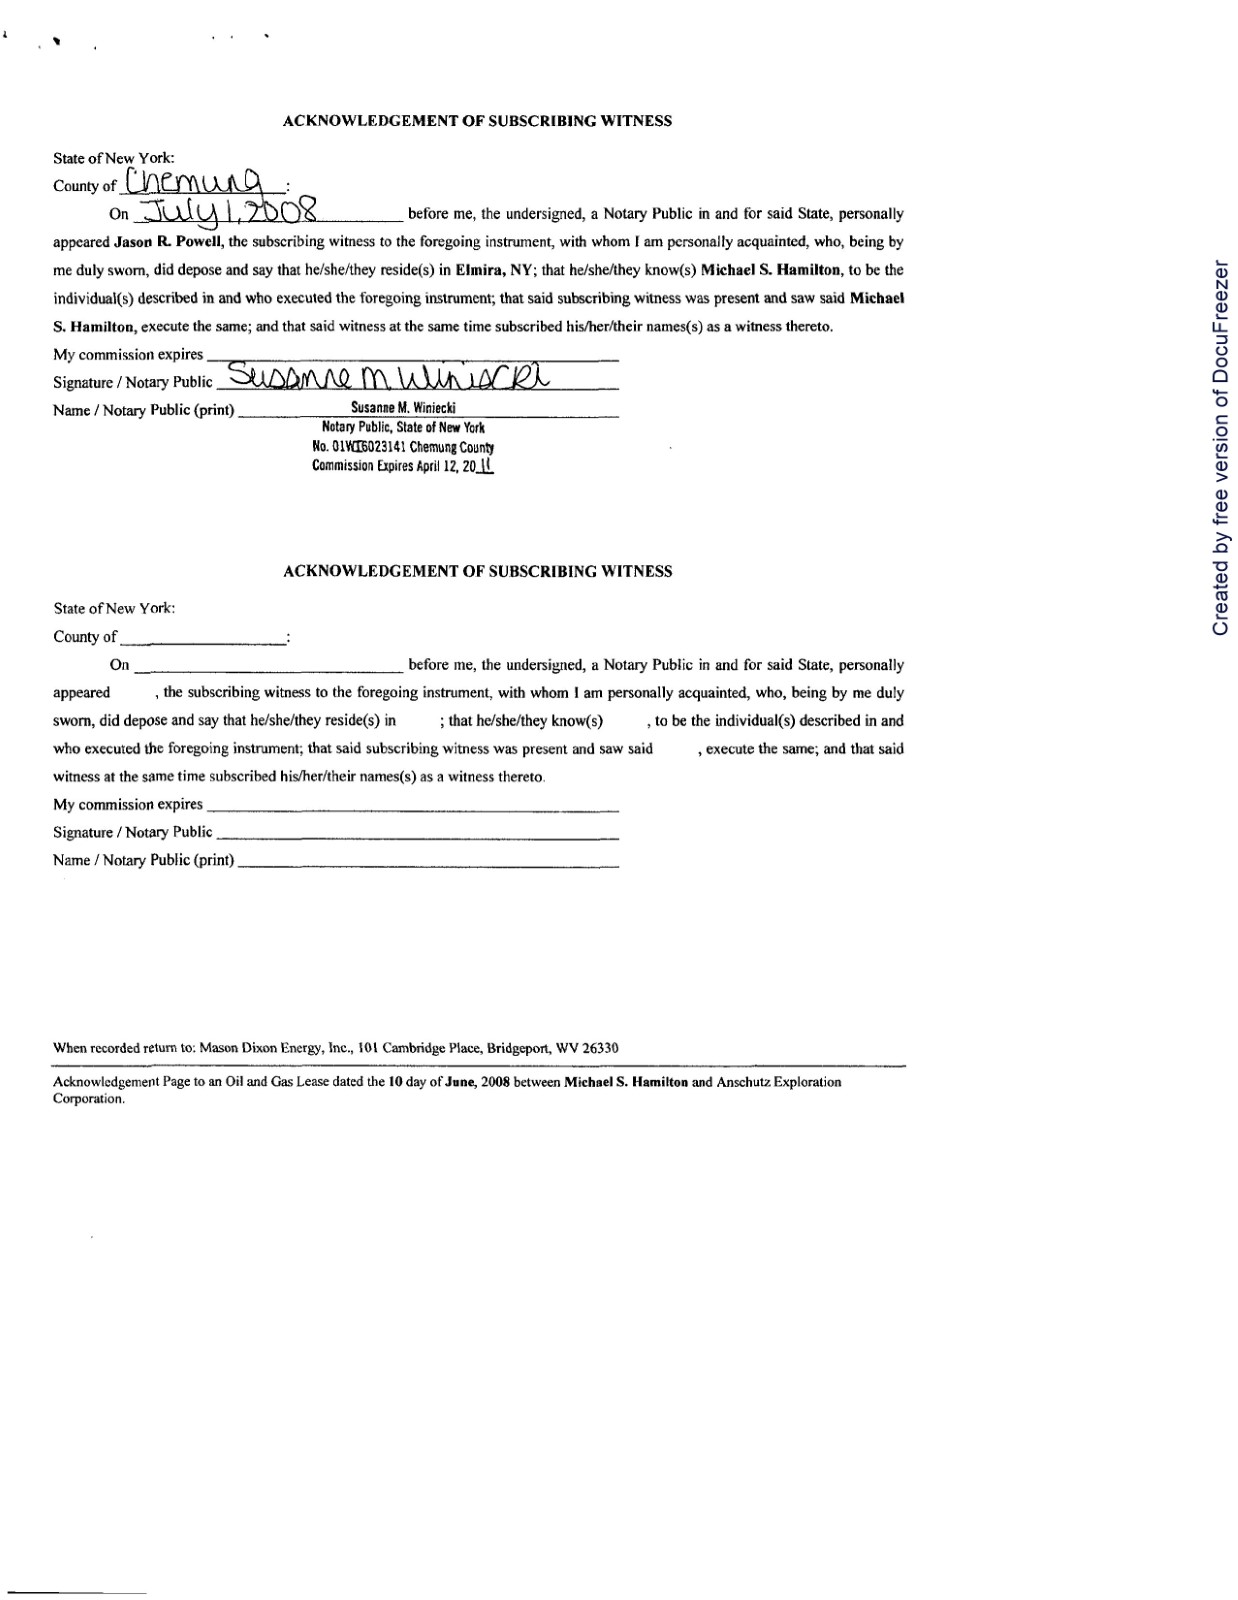 ACKNOWLEDGEMENT OF SUBSCRIBING WITNESS
State of New York:
County of Chemung :
On July 1, 2008 before me, the undersigned, a Notary Public in and for said State, personally
appeared Jason R. Powell, the subscribing witness to the foregoing instrument, with whom I am personally acquainted, who, being by
me duly sworn, did depose and say that he/she/they reside(s) in Elmira, NY; that he/she/they know(s) Michael S. Hamilton, to be the
individual(s) described in and who executed the foregoing instrument; that said subscribing witness was present and saw said Michael
S. Hamilton, execute the same; and that said witness at the same time subscribed his/her/their names(s) as a witness thereto.
My commission expires
Signature / Notary Public Susanne M Winiecki
Name / Notary Public (print) Susanne M. Winiecki
Notary Public, State of New York
No. 01WI6023141 Chemung County
Commission Expires April 12, 2011
ACKNOWLEDGEMENT OF SUBSCRIBING WITNESS
State of New York:
County of :
On before me, the undersigned, a Notary Public in and for said State, personally
appeared , the subscribing witness to the foregoing instrument, with whom I am personally acquainted, who, being by me duly
sworn, did depose and say that he/she/they reside(s) in ; that he/she/they know(s) , to be the individual(s) described in and
who executed the foregoing instrument; that said subscribing witness was present and saw said , execute the same; and that said
witness at the same time subscribed his/her/their names(s) as a witness thereto.
My commission expires
Signature / Notary Public
Name / Notary Public (print)
When recorded return to: Mason Dixon Energy, Inc., 101 Cambridge Place, Bridgeport, WV 26330
Acknowledgement Page to an Oil and Gas Lease dated the 10 day of June, 2008 between Michael S. Hamilton and Anschutz Exploration
Corporation.
Created by free version of DocuFreezer